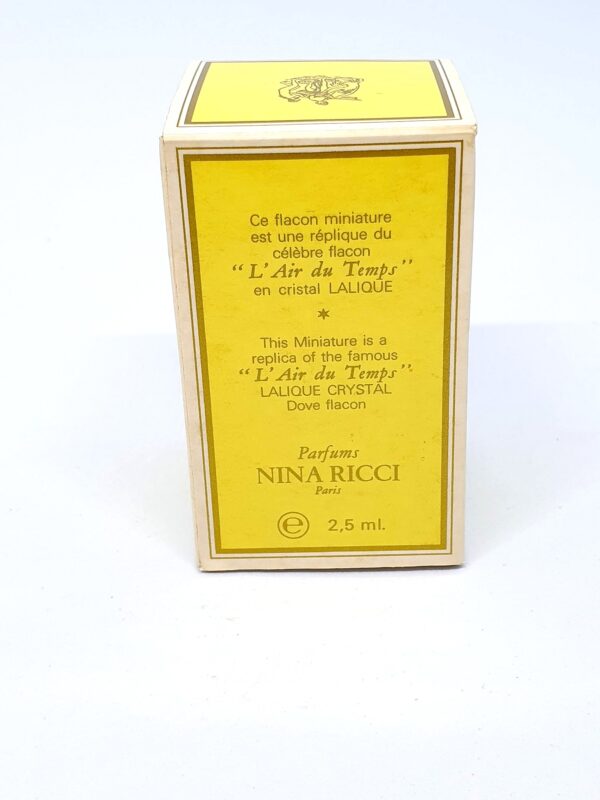 Ce flacon miniature
est une réplique du
célèbre flacon
“L'Air du Temps”
en cristal LALIQUE
This Miniature is a
replica of the famous
“L'Air du Temps”
LALIQUE CRYSTAL
Dove flacon
Parfums
NINA RICCI
Paris
℮ 2,5 ml.